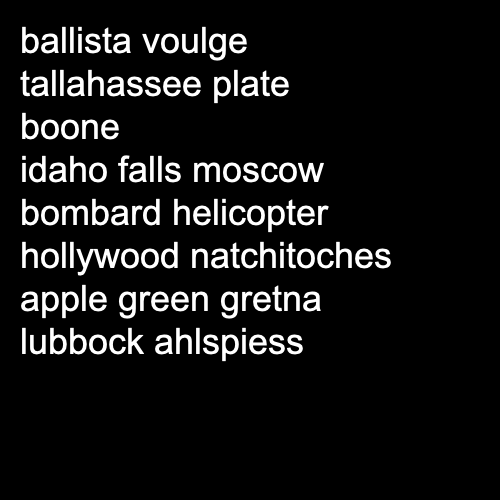 ballista voulge
tallahassee plate
boone
idaho falls moscow
bombard helicopter
hollywood natchitoches
apple green gretna
lubbock ahlspiess